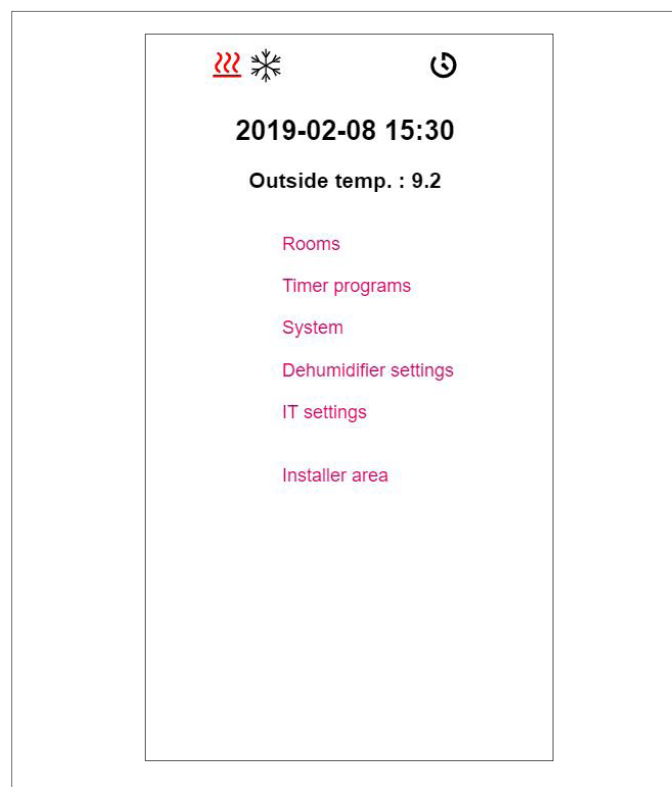 2019-02-08 15:30
Outside temp. : 9.2
Rooms
Timer programs
System
Dehumidifier settings
IT settings
Installer area